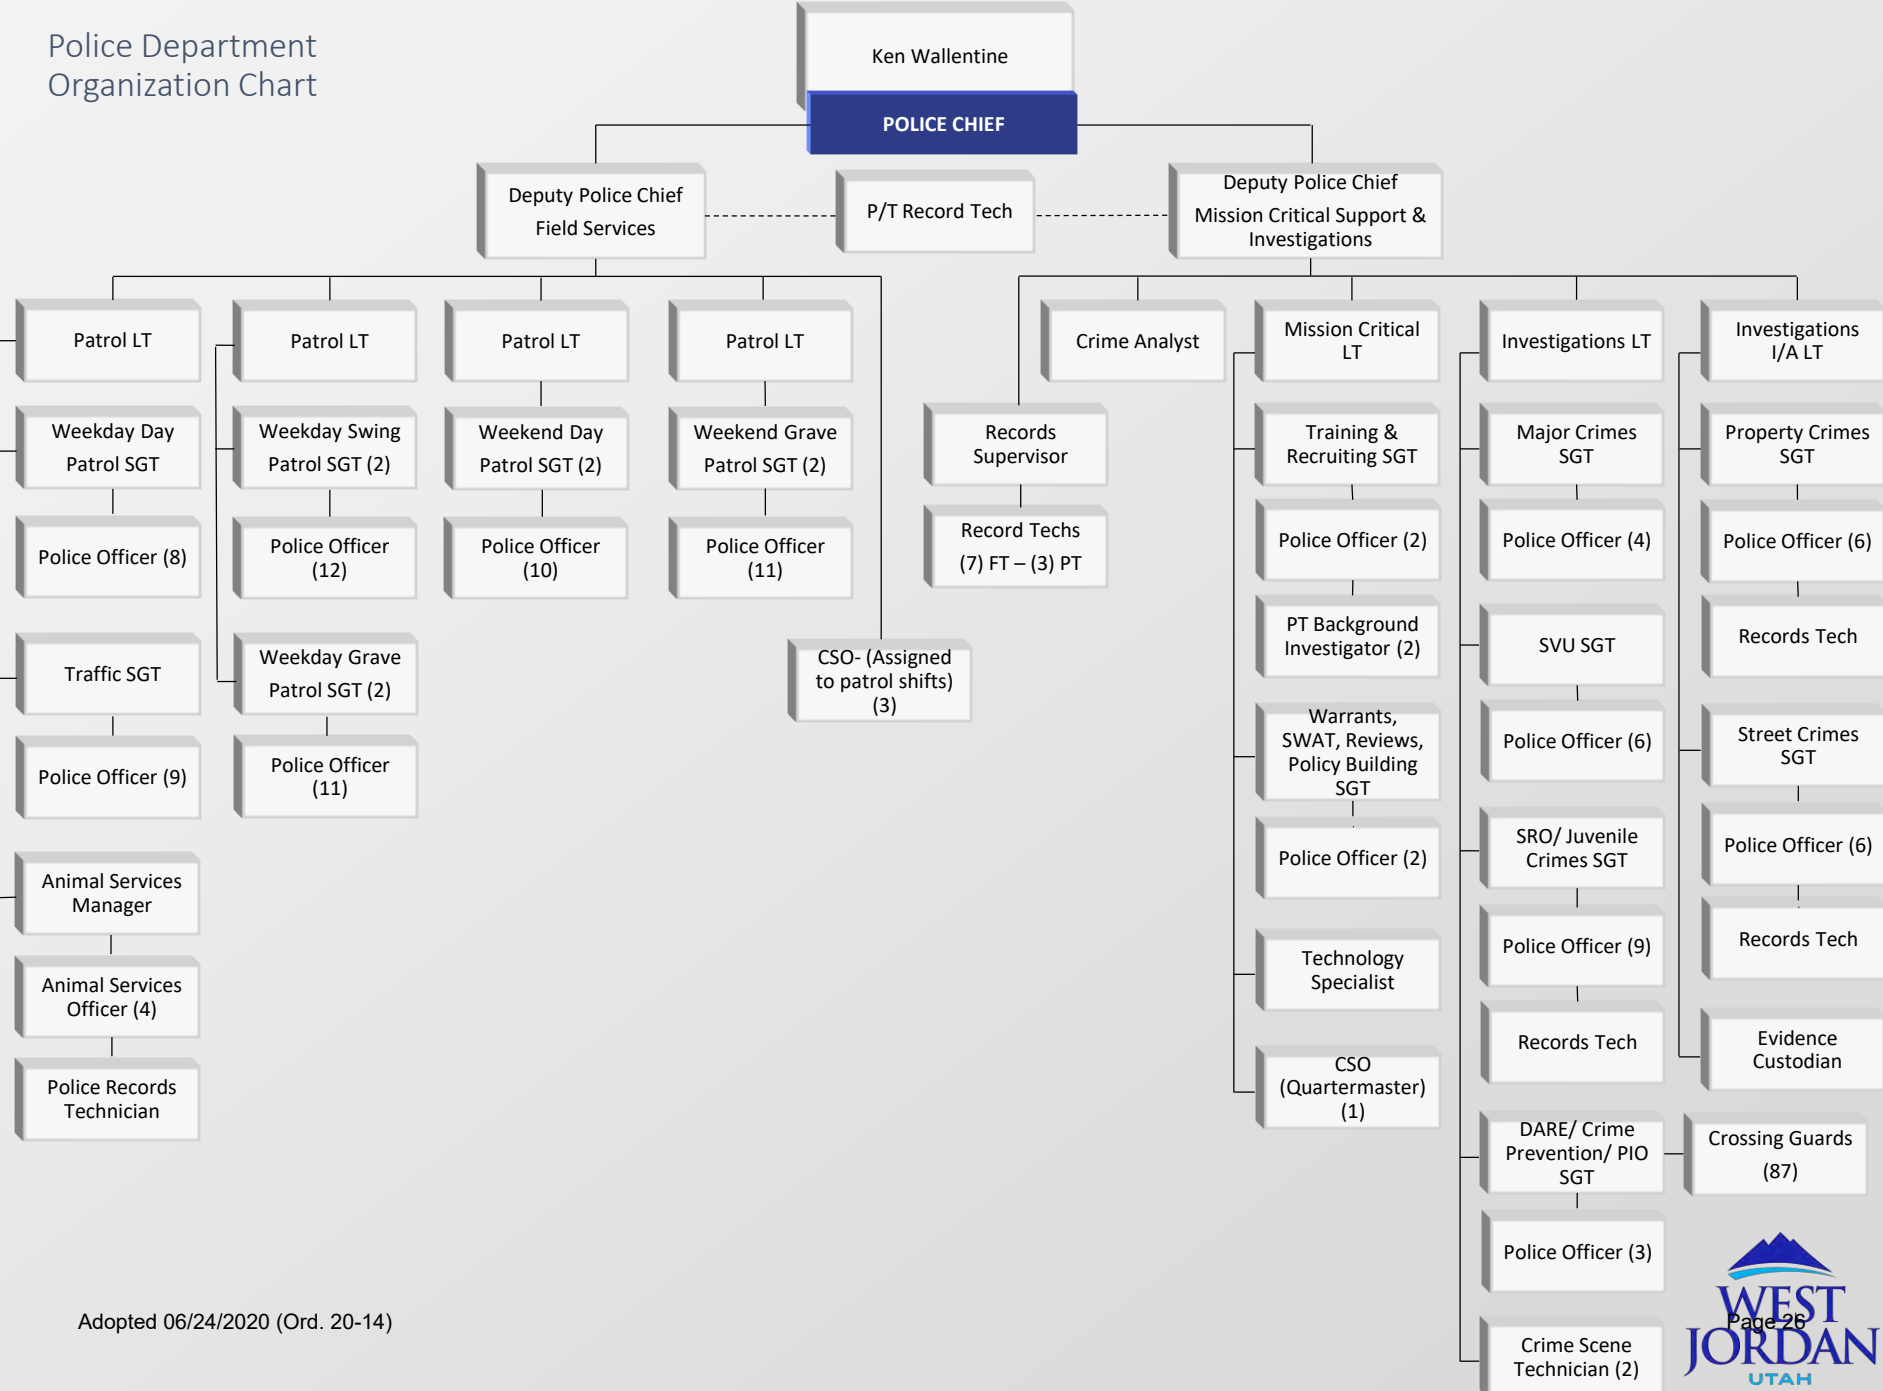 Police Department
Organization Chart
Ken Wallentine
POLICE CHIEF
Deputy Police Chief
Field Services
P/T Record Tech
Deputy Police Chief
Mission Critical Support &
Investigations
Patrol LT
Weekday Day
Patrol SGT
Police Officer (8)
Traffic SGT
Police Officer (9)
Animal Services
Manager
Animal Services
Officer (4)
Police Records
Technician
Patrol LT
Weekday Swing
Patrol SGT (2)
Police Officer
(12)
Weekday Grave
Patrol SGT (2)
Police Officer
(11)
Patrol LT
Weekend Day
Patrol SGT (2)
Police Officer
(10)
Patrol LT
Weekend Grave
Patrol SGT (2)
Police Officer
(11)
CSO- (Assigned
to patrol shifts)
(3)
Records
Supervisor
Record Techs
(7) FT – (3) PT
Crime Analyst
Mission Critical
LT
Training &
Recruiting SGT
Police Officer (2)
PT Background
Investigator (2)
Warrants,
SWAT, Reviews,
Policy Building
SGT
Police Officer (2)
Technology
Specialist
CSO
(Quartermaster)
(1)
Investigations LT
Major Crimes
SGT
Police Officer (4)
SVU SGT
Police Officer (6)
SRO/ Juvenile
Crimes SGT
Police Officer (9)
Records Tech
DARE/ Crime
Prevention/ PIO
SGT
Crossing Guards
(87)
Police Officer (3)
Crime Scene
Technician (2)
Investigations
I/A LT
Property Crimes
SGT
Police Officer (6)
Records Tech
Street Crimes
SGT
Police Officer (6)
Records Tech
Evidence
Custodian
Adopted 06/24/2020 (Ord. 20-14)
Page 26
WEST
JORDAN
UTAH